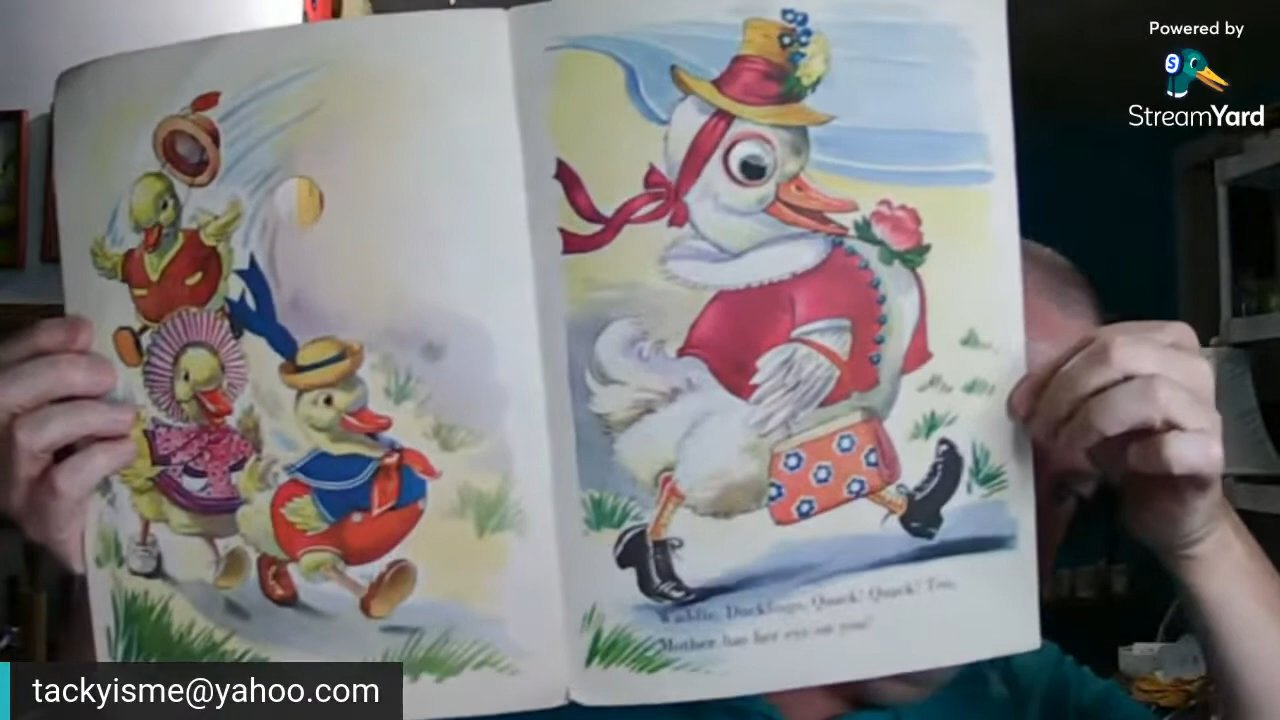 Powered by
StreamYard
Waddle, Ducklings, Quack! Quack! Too,
Mother has her eye on you!
tackyisme@yahoo.com